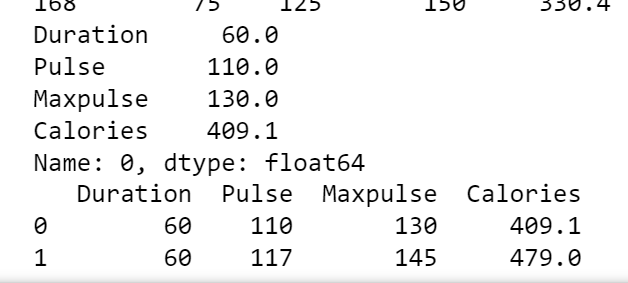 168 75 125 150 330.4
Duration 60.0
Pulse 110.0
Maxpulse 130.0
Calories 409.1
Name: 0, dtype: float64
Duration Pulse Maxpulse Calories
0 60 110 130 409.1
1 60 117 145 479.0